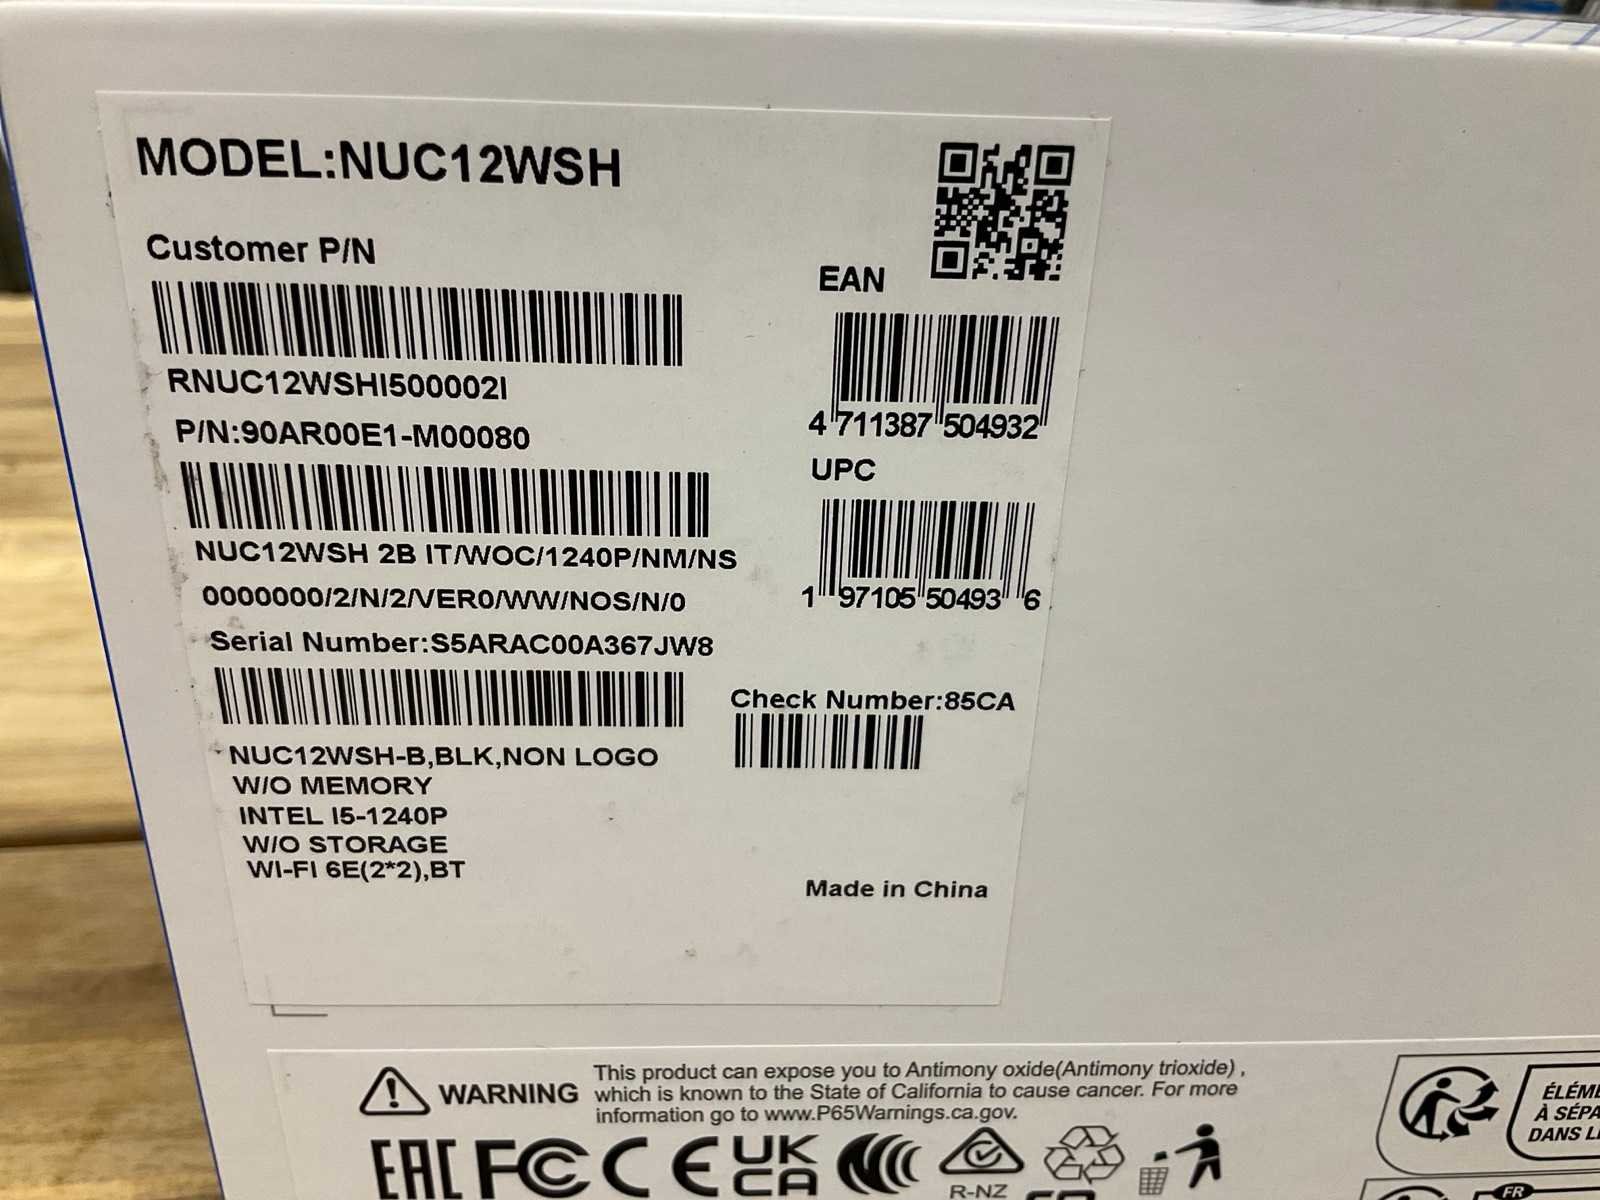 MODEL:NUC12WSH
Customer P/N
RNUC12WSHI500002I
P/N:90AR00E1-M00080
NUC12WSH 2B IT/WOC/1240P/NM/NS
0000000/2/N/2/VER0/WW/NOS/N/0
Serial Number:S5ARAC00A367JW8
NUC12WSH-B,BLK,NON LOGO
W/O MEMORY
INTEL I5-1240P
W/O STORAGE
WI-FI 6E(2*2),BT
EAN
4 711387 504932
UPC
1 97105 50493 6
Check Number:85CA
Made in China
WARNING
This product can expose you to Antimony oxide(Antimony trioxide) ,
which is known to the State of California to cause cancer. For more
information go to www.P65Warnings.ca.gov.
EAC FC CE UK
CA
R-NZ
ÉLÉME
À SÉPA
DANS L
FR